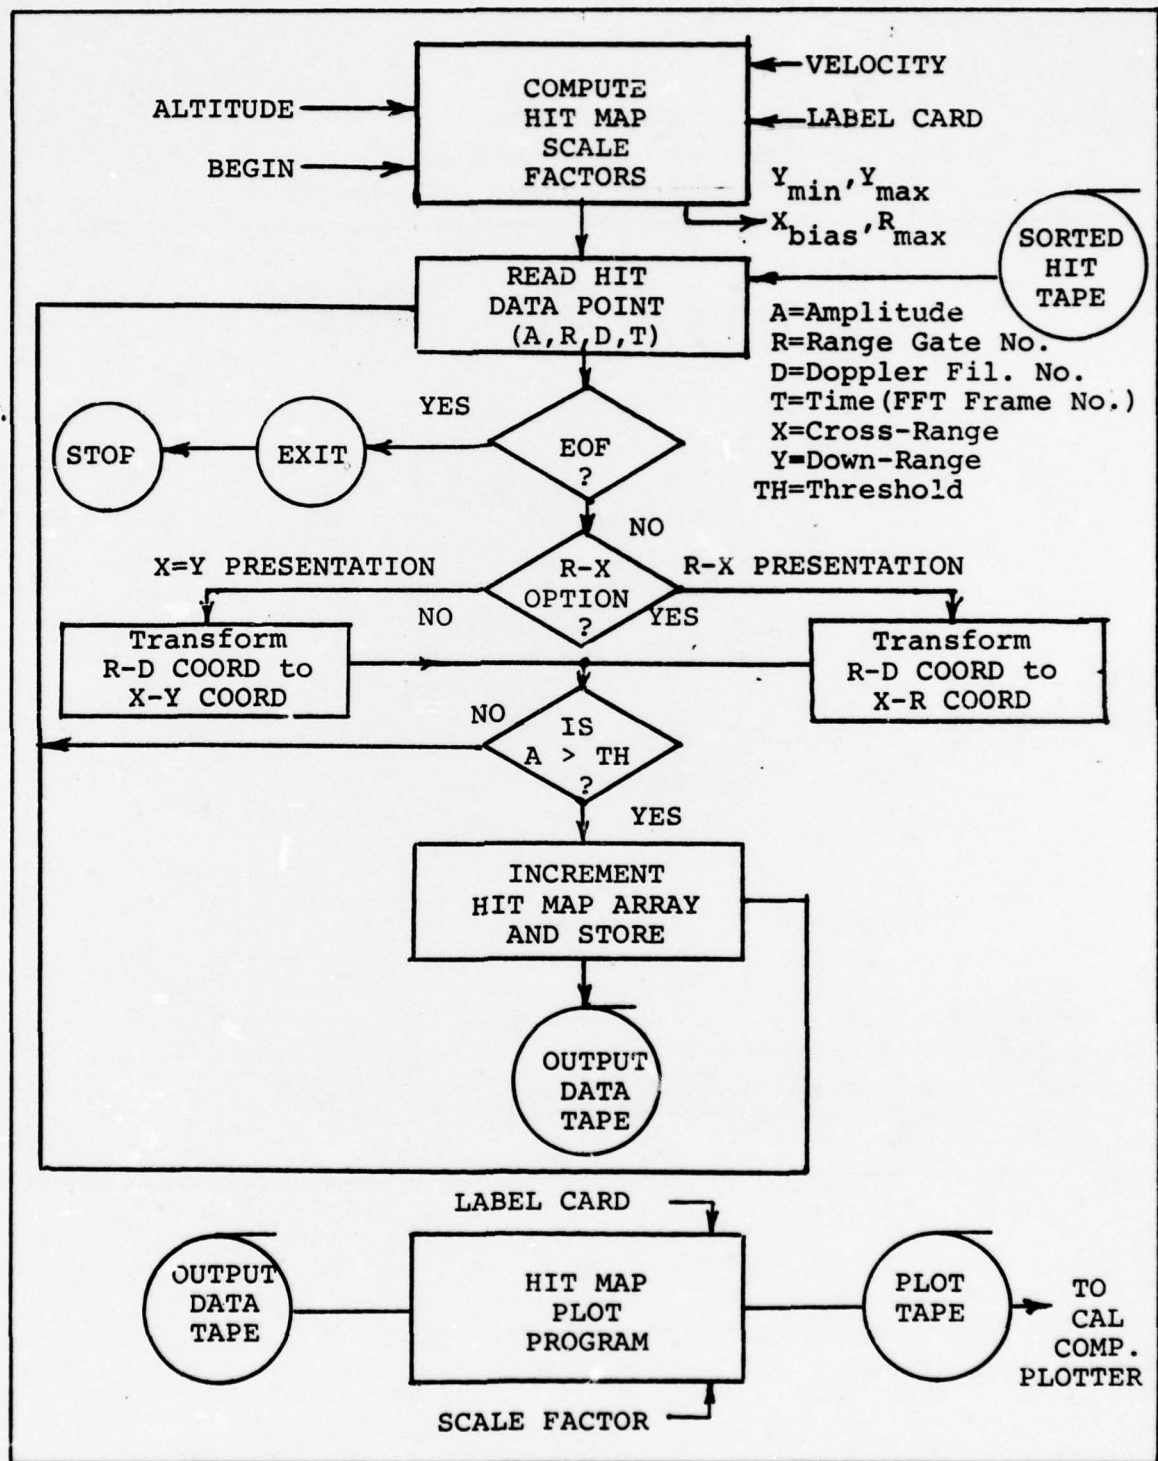 COMPUTE
HIT MAP
SCALE
FACTORS
VELOCITY
LABEL CARD
ALTITUDE
BEGIN
Ymin,Ymax
Xbias,Rmax
SORTED
HIT
TAPE
READ HIT
DATA POINT
(A,R,D,T)
A=Amplitude
R=Range Gate No.
D=Doppler Fil. No.
T=Time(FFT Frame No.)
X=Cross-Range
Y=Down-Range
TH=Threshold
YES
EOF
?
EXIT
STOP
NO
X=Y PRESENTATION
R-X
OPTION
?
R-X PRESENTATION
NO
YES
Transform
R-D COORD to
X-Y COORD
Transform
R-D COORD to
X-R COORD
NO
IS
A > TH
?
YES
INCREMENT
HIT MAP ARRAY
AND STORE
OUTPUT
DATA
TAPE
LABEL CARD
OUTPUT
DATA
TAPE
HIT MAP
PLOT
PROGRAM
PLOT
TAPE
TO
CAL
COMP.
PLOTTER
SCALE FACTOR